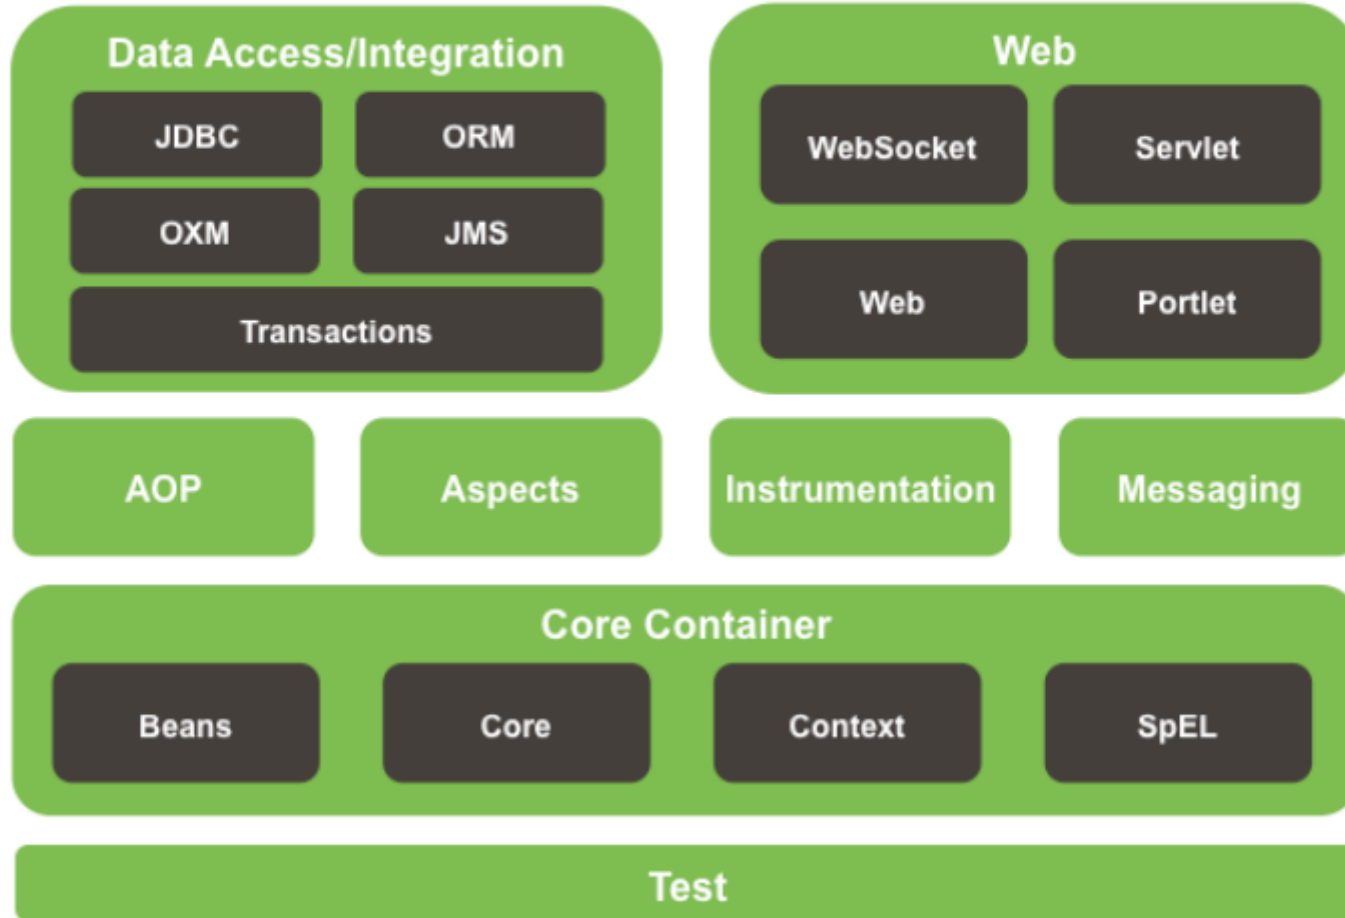 Data Access/Integration
JDBC
ORM
OXM
JMS
Transactions
Web
WebSocket
Servlet
Web
Portlet
AOP
Aspects
Instrumentation
Messaging
Core Container
Beans
Core
Context
SpEL
Test